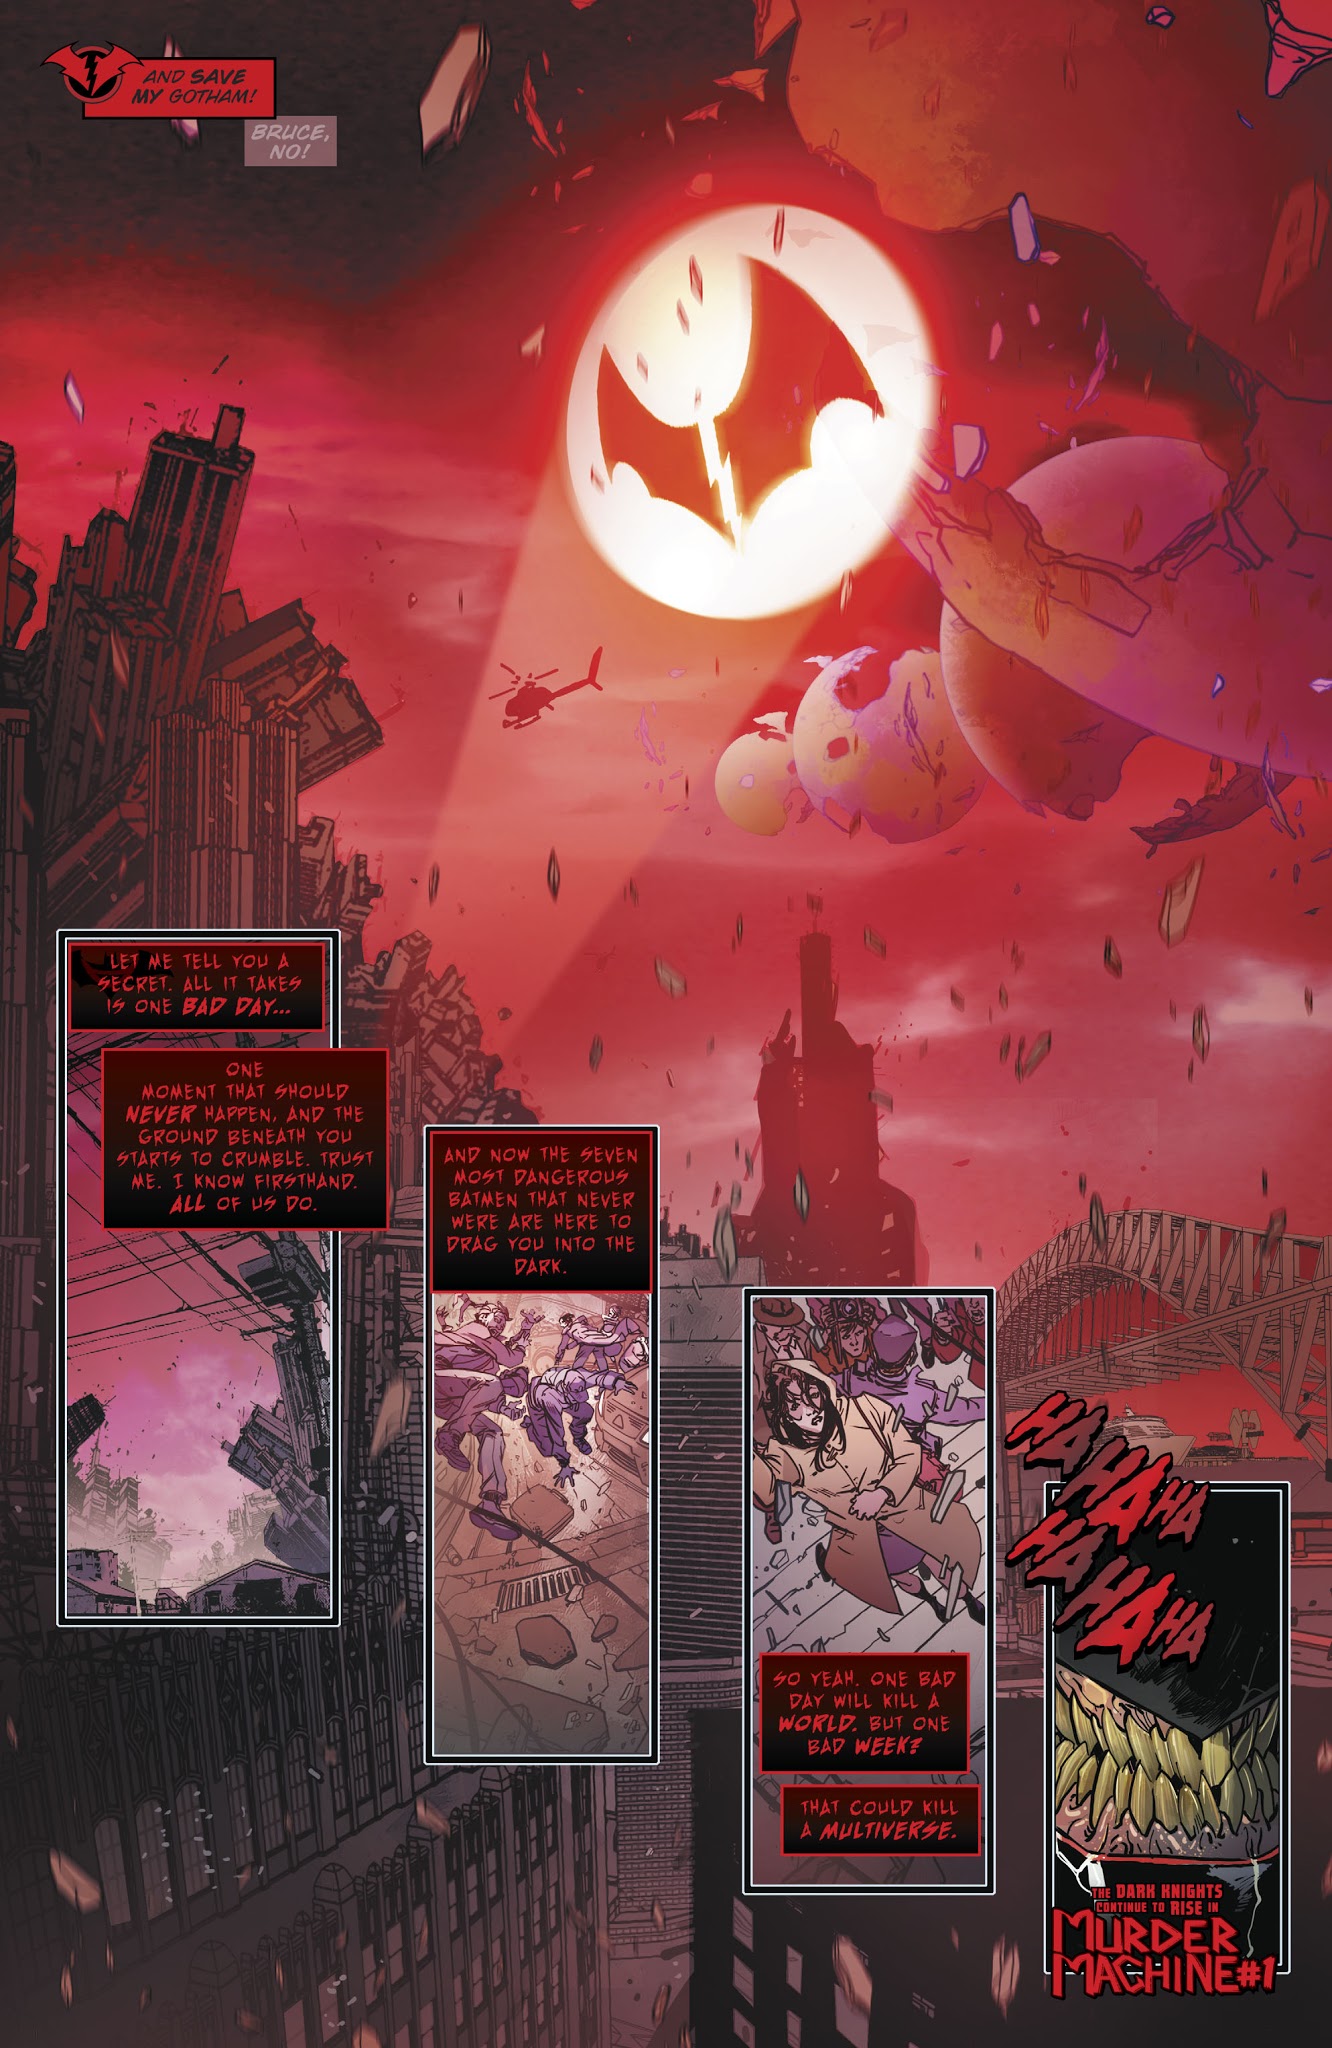 AND SAVE
MY GOTHAM!
BRUCE,
NO!
LET ME TELL YOU A
SECRET. ALL IT TAKES
IS ONE BAD DAY...
ONE
MOMENT THAT SHOULD
NEVER HAPPEN, AND THE
GROUND BENEATH YOU
STARTS TO CRUMBLE. TRUST
ME. I KNOW FIRSTHAND.
ALL OF US DO.
AND NOW THE SEVEN
MOST DANGEROUS
BATMEN THAT NEVER
WERE ARE HERE TO
DRAG YOU INTO THE
DARK.
SO YEAH. ONE BAD
DAY WILL KILL A
WORLD. BUT ONE
BAD WEEK?
THAT COULD KILL
A MULTIVERSE.
HA HA HA HA
HA HA HA HA
THE DARK KNIGHTS
CONTINUE TO RISE IN
MURDER
MACHINE #1